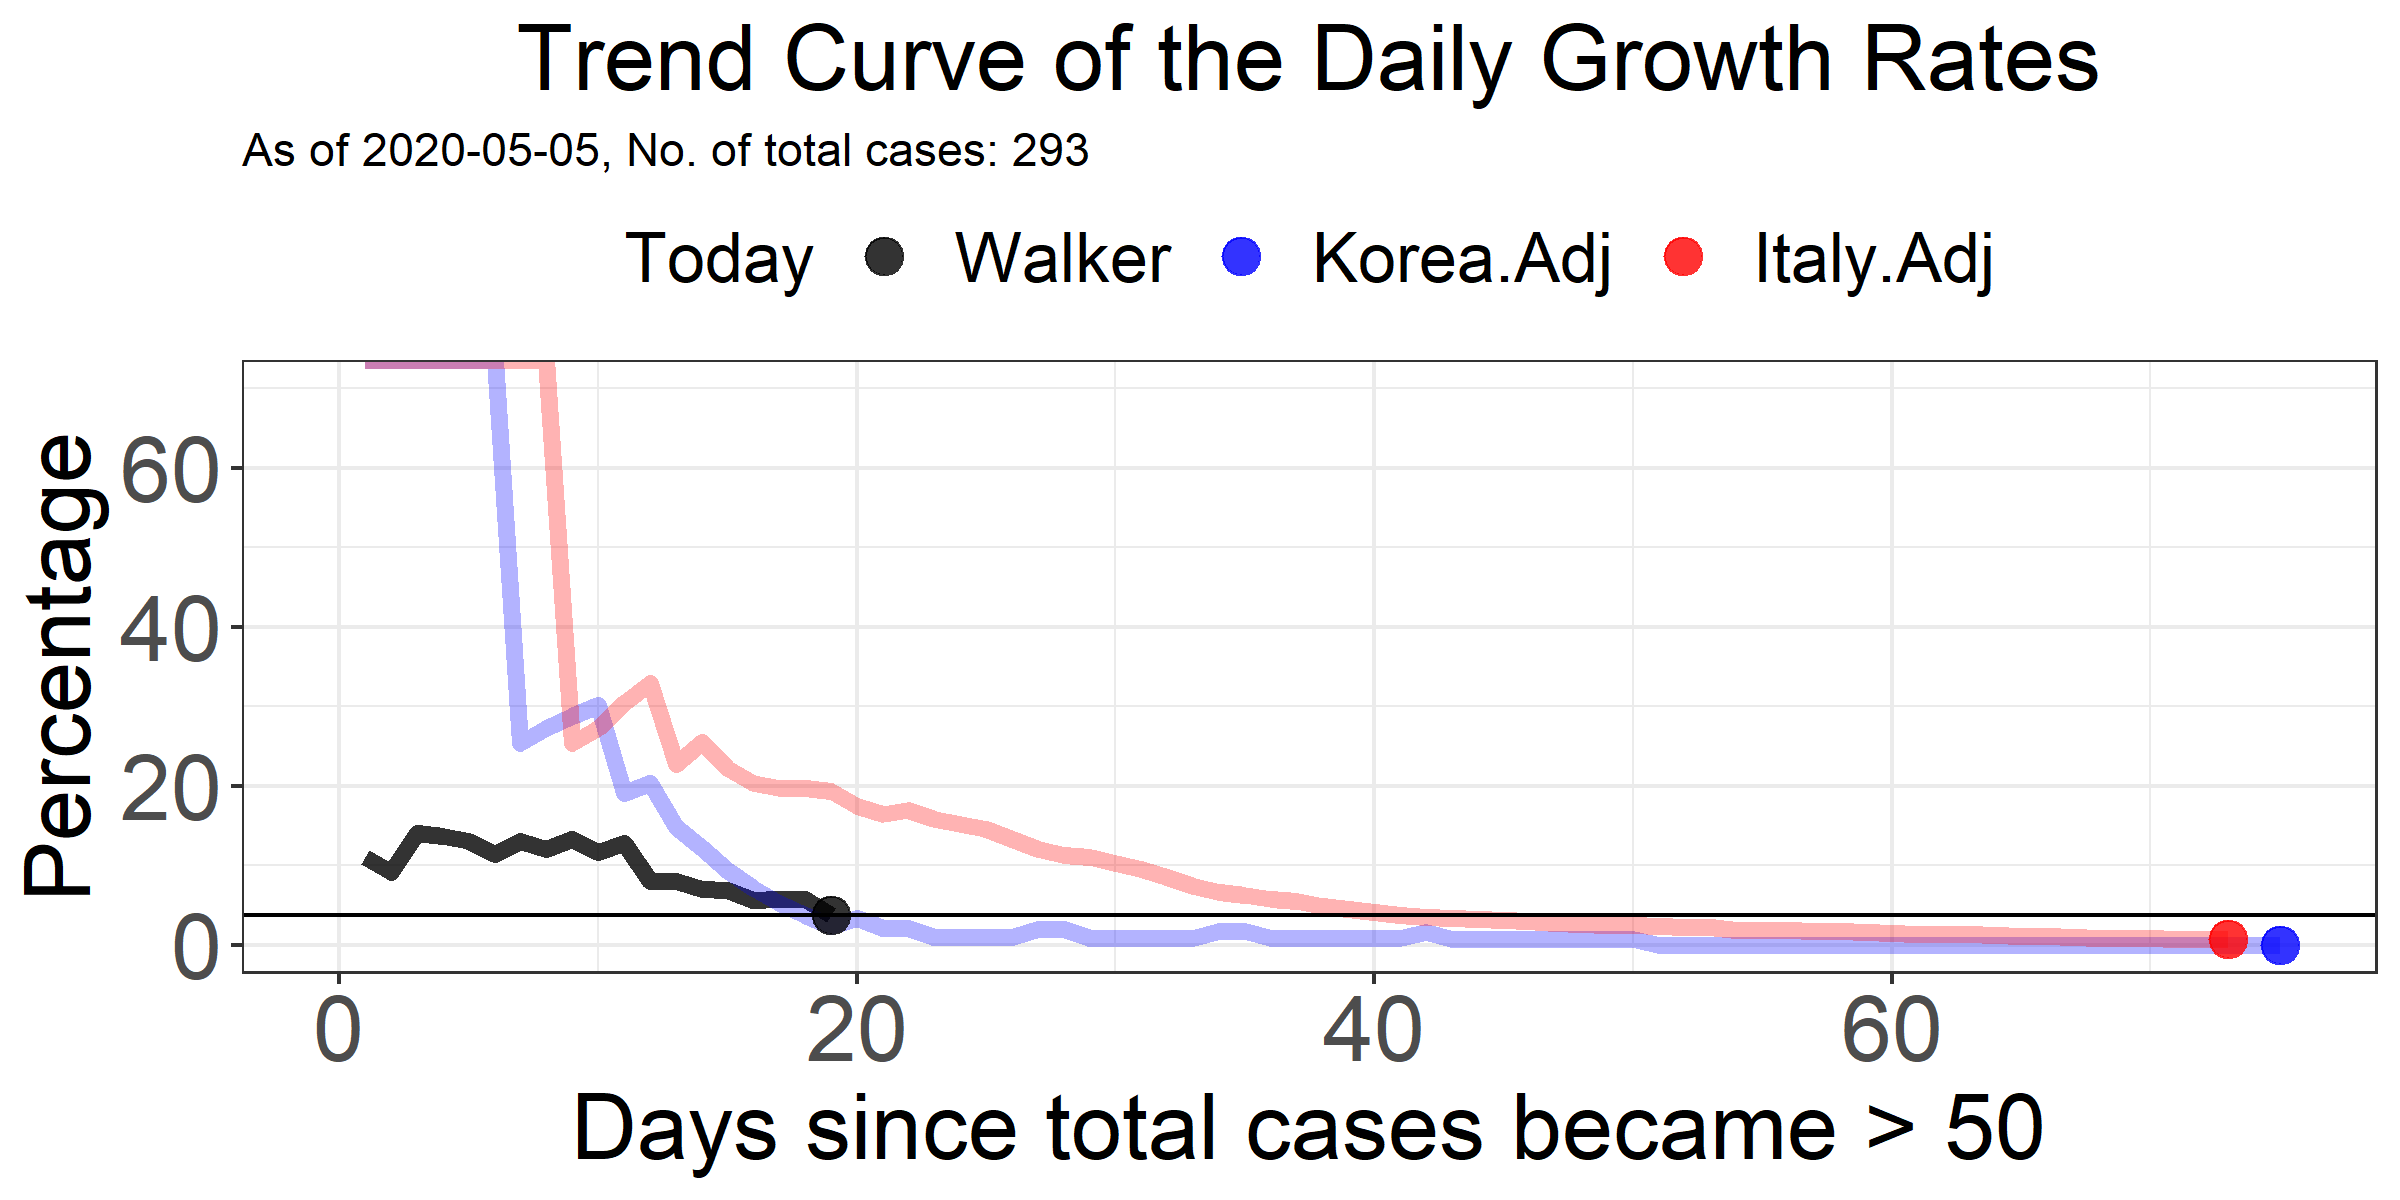 Trend Curve of the Daily Growth Rates
As of 2020-05-05, No. of total cases: 293
Today Walker Korea.Adj Italy.Adj
Percentage
60
40
20
0
0 20 40 60
Days since total cases became > 50